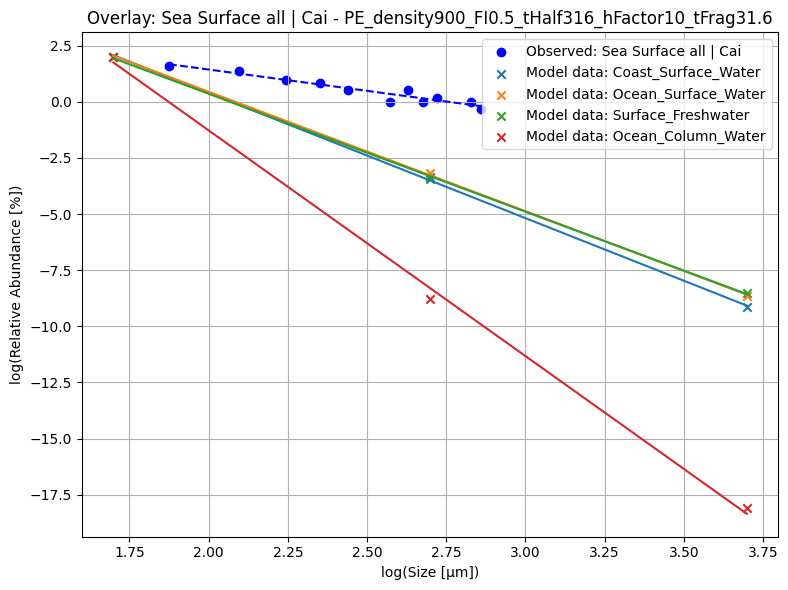 Overlay: Sea Surface all | Cai - PE_density900_FI0.5_tHalf316_hFactor10_tFrag31.6
Observed: Sea Surface all | Cai
Model data: Coast_Surface_Water
Model data: Ocean_Surface_Water
Model data: Surface_Freshwater
Model data: Ocean_Column_Water
log(Relative Abundance [%])
2.5
0.0
−2.5
−5.0
−7.5
−10.0
−12.5
−15.0
−17.5
1.75 2.00 2.25 2.50 2.75 3.00 3.25 3.50 3.75
log(Size [µm])